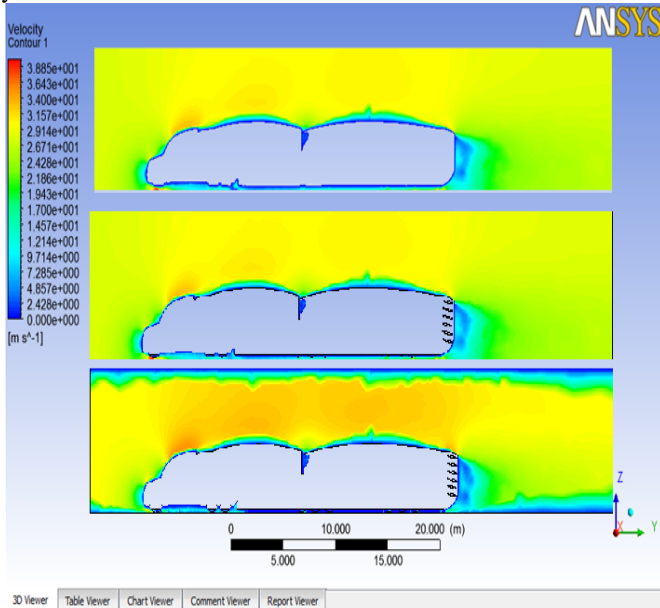 ANSYS
Velocity
Contour 1
3.885e+001
3.643e+001
3.400e+001
3.157e+001
2.914e+001
2.671e+001
2.428e+001
2.186e+001
1.943e+001
1.700e+001
1.457e+001
1.214e+001
9.714e+000
7.285e+000
4.857e+000
2.428e+000
0.000e+000
[m s^-1]
0 10.000 20.000 (m)
5.000 15.000
Z
X Y
3D Viewer Table Viewer Chart Viewer Comment Viewer Report Viewer